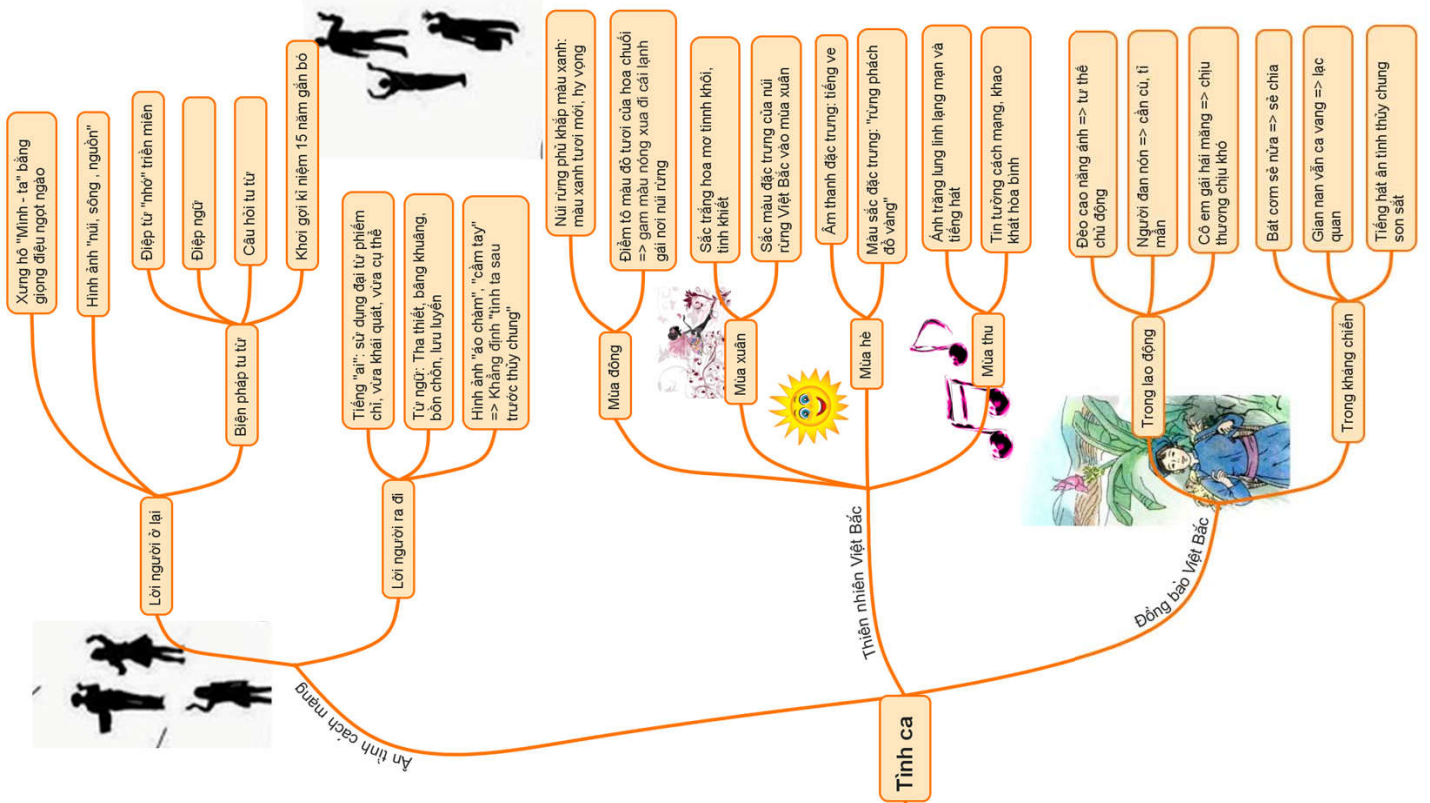 Tình ca
Ân tình cách mạng
Lời người ở lại
Xưng hô "Mình - ta" bằng
giọng điệu ngọt ngào
Hình ảnh "núi, sông , nguồn"
Biện pháp tu từ
Điệp từ "nhớ" triền miên
Điệp ngữ
Câu hỏi tu từ
Khơi gợi kỉ niệm 15 năm gắn bó
Lời người ra đi
Tiếng "ai": sử dụng đại từ phiếm
chỉ, vừa khái quát, vừa cụ thể
Từ ngữ: Tha thiết, bâng khuâng,
bồn chồn, lưu luyến
Hình ảnh "áo chàm", "cầm tay"
=> Khẳng định "tình ta sau
trước thủy chung"
Thiên nhiên Việt Bắc
Mùa đông
Núi rừng phủ khắp màu xanh:
màu xanh tươi mới, hy vọng
Điểm tô màu đỏ tươi của hoa chuối
=> gam màu nóng xua đi cái lạnh
gái nơi núi rừng
Mùa xuân
Sắc trắng hoa mơ tinnh khôi,
tinh khiết
Sắc màu đặc trưng của núi
rừng Việt Bắc vào mùa xuân
Mùa hè
Âm thanh đặc trưng: tiếng ve
Màu sắc đặc trưng: "rừng phách
đổ vàng"
Mùa thu
Ánh trăng lung linh lạng mạn và
tiếng hát
Tin tưởng cách mạng, khao
khát hòa bình
Đồng bào Việt Bắc
Trong lao động
Đèo cao nắng ánh => tư thế
chủ động
Người đan nón => cần cù, tỉ
mẩn
Cô em gái hái măng => chịu
thương chịu khó
Trong kháng chiến
Bát cơm sẻ nửa => sẻ chia
Gian nan vẫn ca vang => lạc
quan
Tiếng hát ân tình thủy chung
son sắt